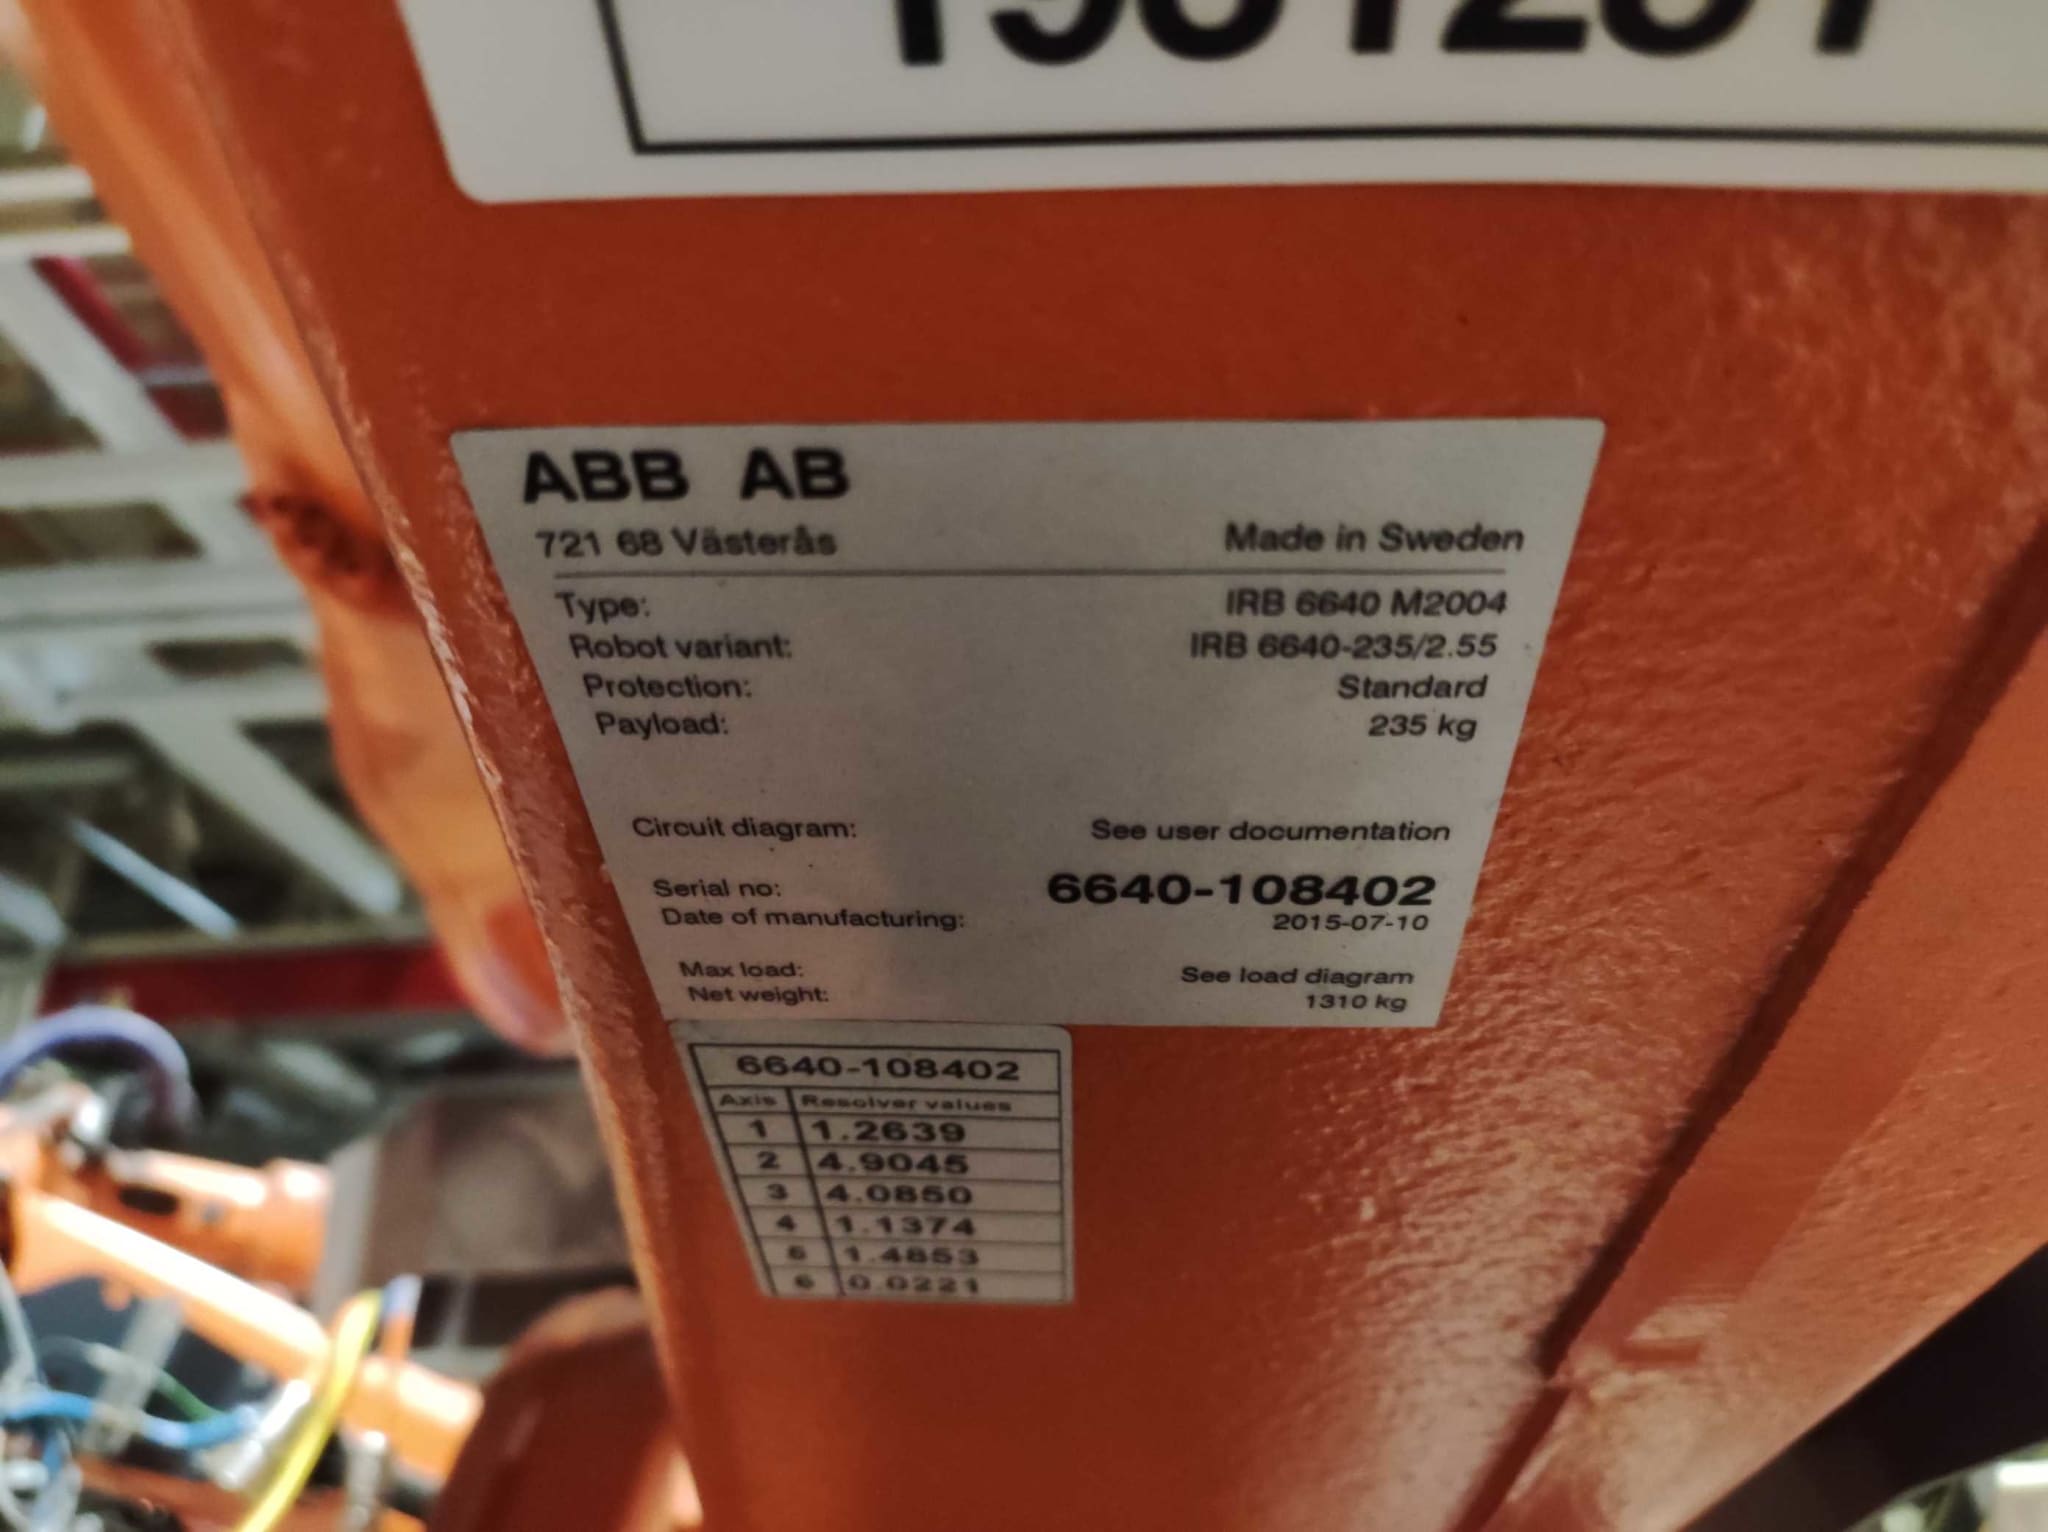 ABB AB
721 68 Västerås Made in Sweden
Type: IRB 6640 M2004
Robot variant: IRB 6640-235/2.55
Protection: Standard
Payload: 235 kg
Circuit diagram: See user documentation
Serial no: 6640-108402
Date of manufacturing: 2015-07-10
Max load: See load diagram
Net weight: 1310 kg
6640-108402
Axis Resolver values
1 1.2639
2 4.9045
3 4.0850
4 1.1374
5 1.4853
6 0.0221